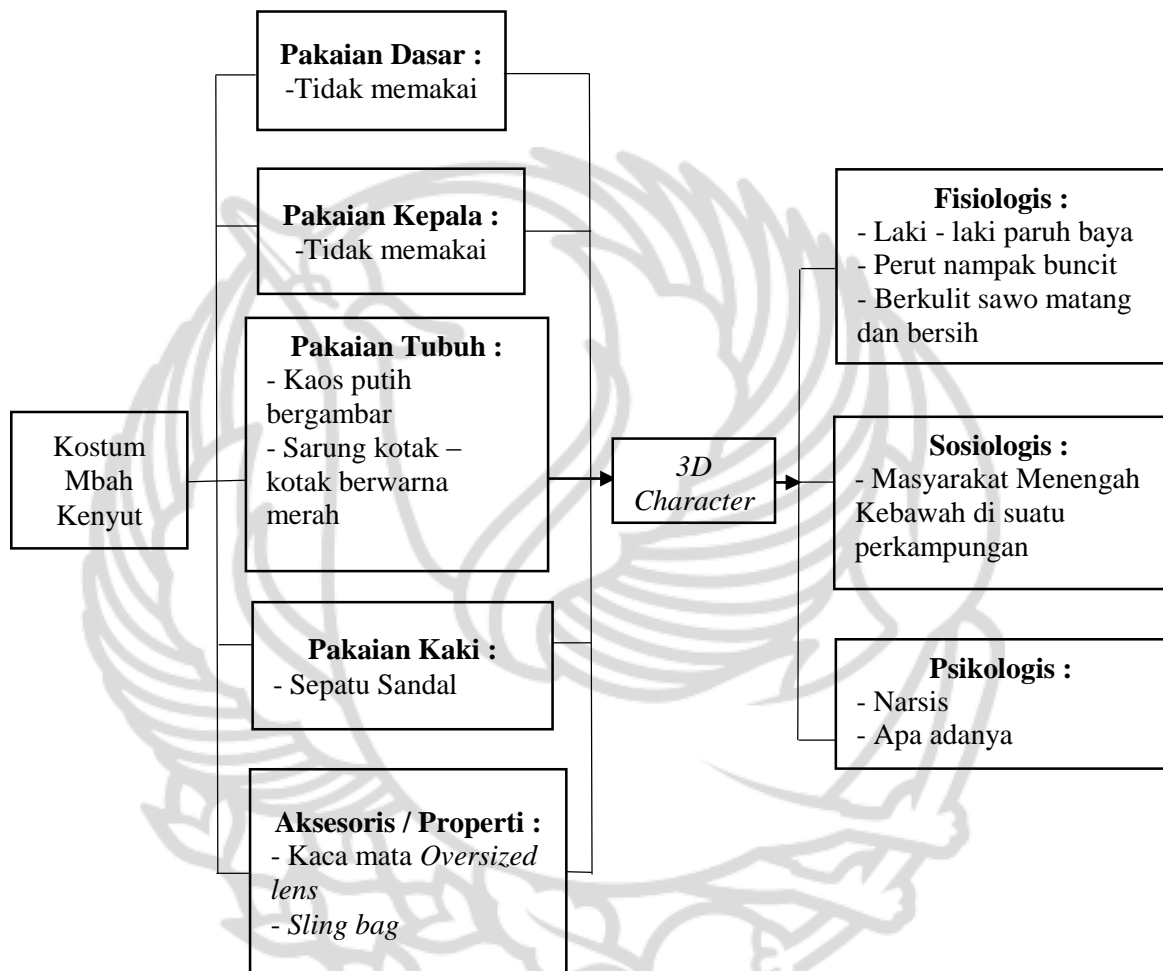 Kostum
Mbah
Kenyut
Pakaian Dasar :
-Tidak memakai
Pakaian Kepala :
-Tidak memakai
Pakaian Tubuh :
- Kaos putih
bergambar
- Sarung kotak –
kotak berwarna
merah
Pakaian Kaki :
- Sepatu Sandal
Aksesoris / Properti :
- Kaca mata Oversized
lens
- Sling bag
3D
Character
Fisiologis :
- Laki - laki paruh baya
- Perut nampak buncit
- Berkulit sawo matang
dan bersih
Sosiologis :
- Masyarakat Menengah
Kebawah di suatu
perkampungan
Psikologis :
- Narsis
- Apa adanya